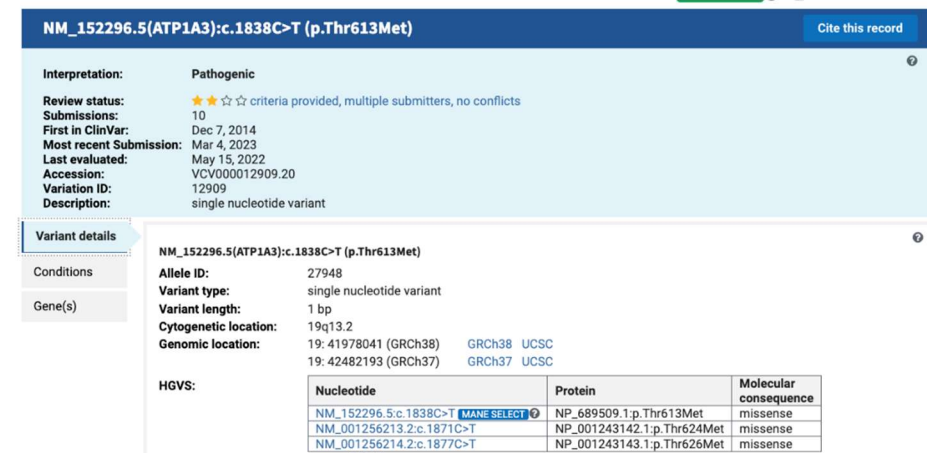 NM_152296.5(ATP1A3):c.1838C>T (p.Thr613Met) Cite this record
Interpretation: Pathogenic
Review status: criteria provided, multiple submitters, no conflicts
Submissions: 10
First in ClinVar: Dec 7, 2014
Most recent Submission: Mar 4, 2023
Last evaluated: May 15, 2022
Accession: VCV000012909.20
Variation ID: 12909
Description: single nucleotide variant
Variant details
Conditions
Gene(s)
NM_152296.5(ATP1A3):c.1838C>T (p.Thr613Met)
Allele ID: 27948
Variant type: single nucleotide variant
Variant length: 1 bp
Cytogenetic location: 19q13.2
Genomic location: 19: 41978041 (GRCh38) GRCh38 UCSC
19: 42482193 (GRCh37) GRCh37 UCSC
HGVS:
Nucleotide Protein Molecular consequence
NM_152296.5:c.1838C>T MANE SELECT ? NP_689509.1:p.Thr613Met missense
NM_001256213.2:c.1871C>T NP_001243142.1:p.Thr624Met missense
NM_001256214.2:c.1877C>T NP_001243143.1:p.Thr626Met missense